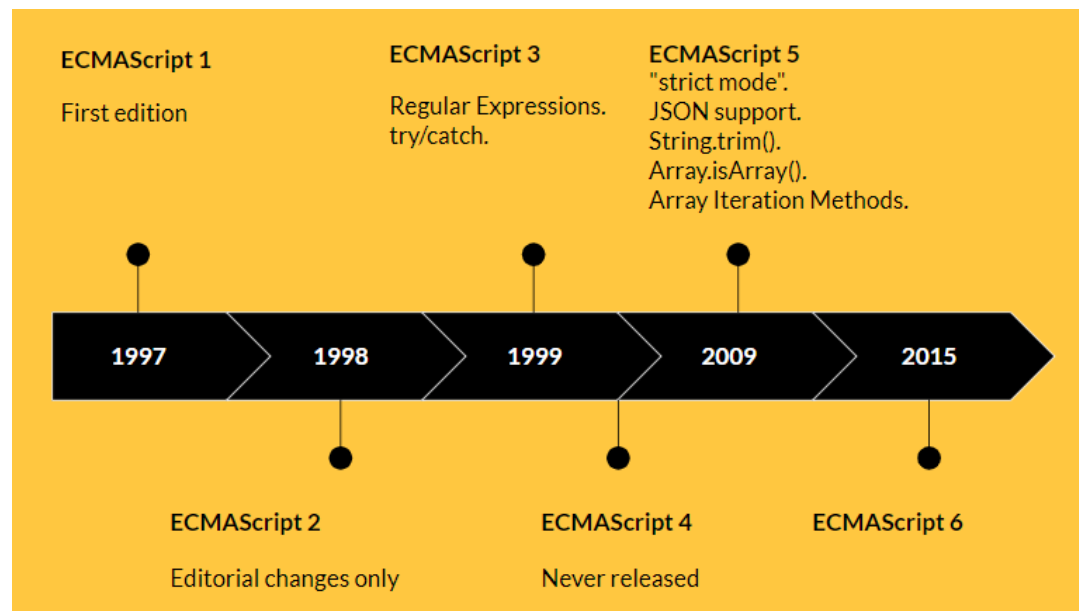 ECMAScript 1
First edition
ECMAScript 3
Regular Expressions.
try/catch.
ECMAScript 5
"strict mode".
JSON support.
String.trim().
Array.isArray().
Array Iteration Methods.
1997
1998
1999
2009
2015
ECMAScript 2
Editorial changes only
ECMAScript 4
Never released
ECMAScript 6